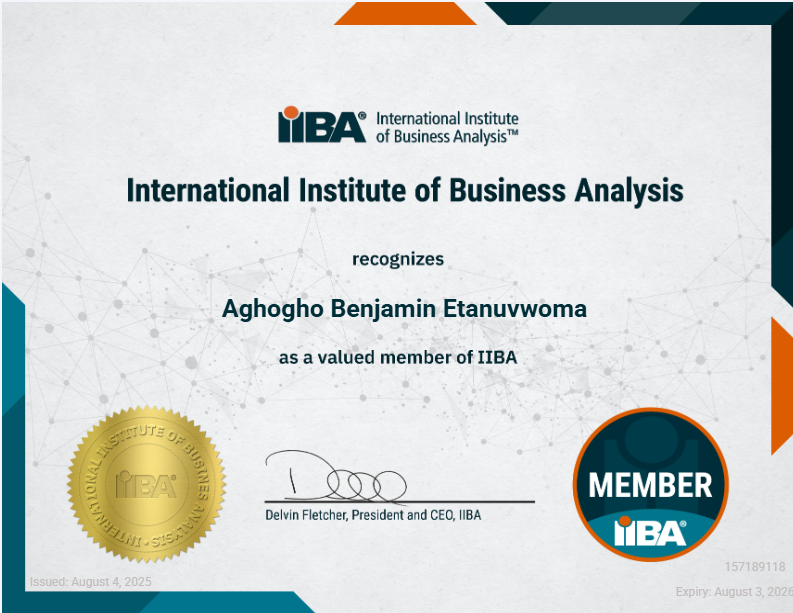 IIBA® International Institute
of Business Analysis™
International Institute of Business Analysis
recognizes
Aghogho Benjamin Etanuvwoma
as a valued member of IIBA
INTERNATIONAL INSTITUTE OF BUSINES ANALYSIS •
IIBA®
Delvin Fletcher, President and CEO, IIBA
MEMBER
IIBA®
157189118
Issued: August 4, 2025
Expiry: August 3, 2026